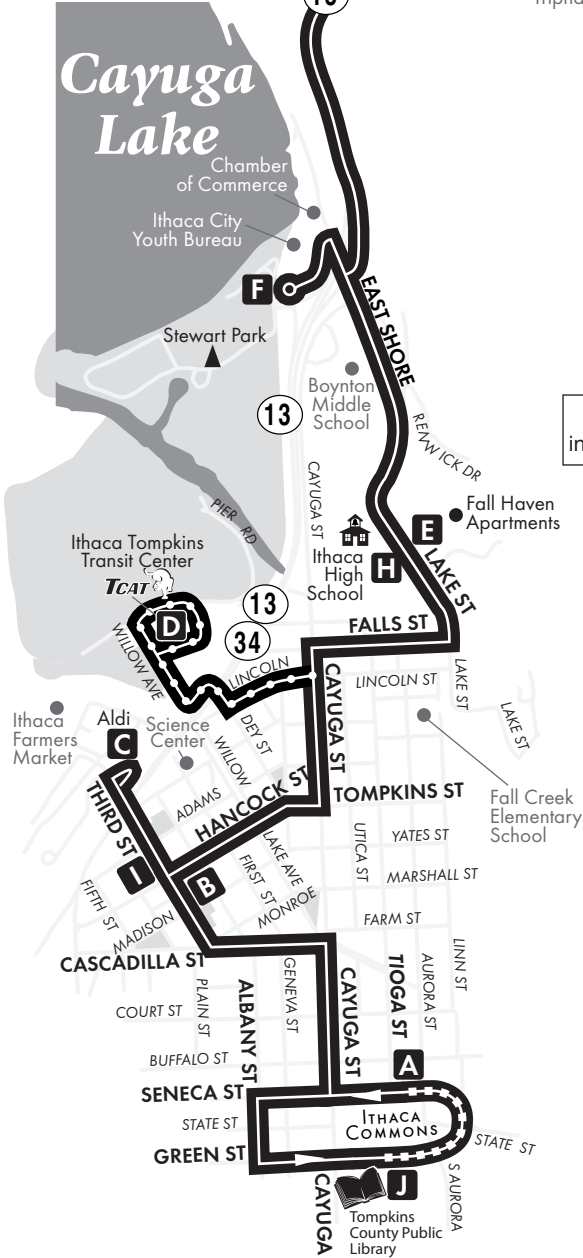 13
Cayuga
Lake
Chamber
of Commerce
Ithaca City
Youth Bureau
F
EAST SHORE
Stewart Park
Boynton
Middle
School
13
RENWICK DR
in
CAYUGA ST
PIER RD
Fall Haven
Apartments
E
Ithaca
High
School
H
LAKE ST
Ithaca Tompkins
Transit Center
TCAT
D
13
34
FALLS ST
WILLOW AVE
LINCOLN
CAYUGA ST
LINCOLN ST
LAKE ST
LAKE ST
Ithaca
Farmers
Market
Aldi
C
Science
Center
DEY ST
WILLOW
THIRD ST
ADAMS
HANCOCK ST
TOMPKINS ST
Fall Creek
Elementary
School
UTICA ST
YATES ST
LAKE AVE
FIRST ST
MARSHALL ST
I
B
FIFTH ST
MADISON
MONROE
FARM ST
CASCADILLA ST
LINN ST
PLAIN ST
ALBANY ST
GENEVA ST
CAYUGA ST
TIOGA ST
AURORA ST
COURT ST
BUFFALO ST
A
SENECA ST
STATE ST
ITHACA
COMMONS
STATE ST
GREEN ST
J
S AURORA
CAYUGA
Tompkins
County Public
Library